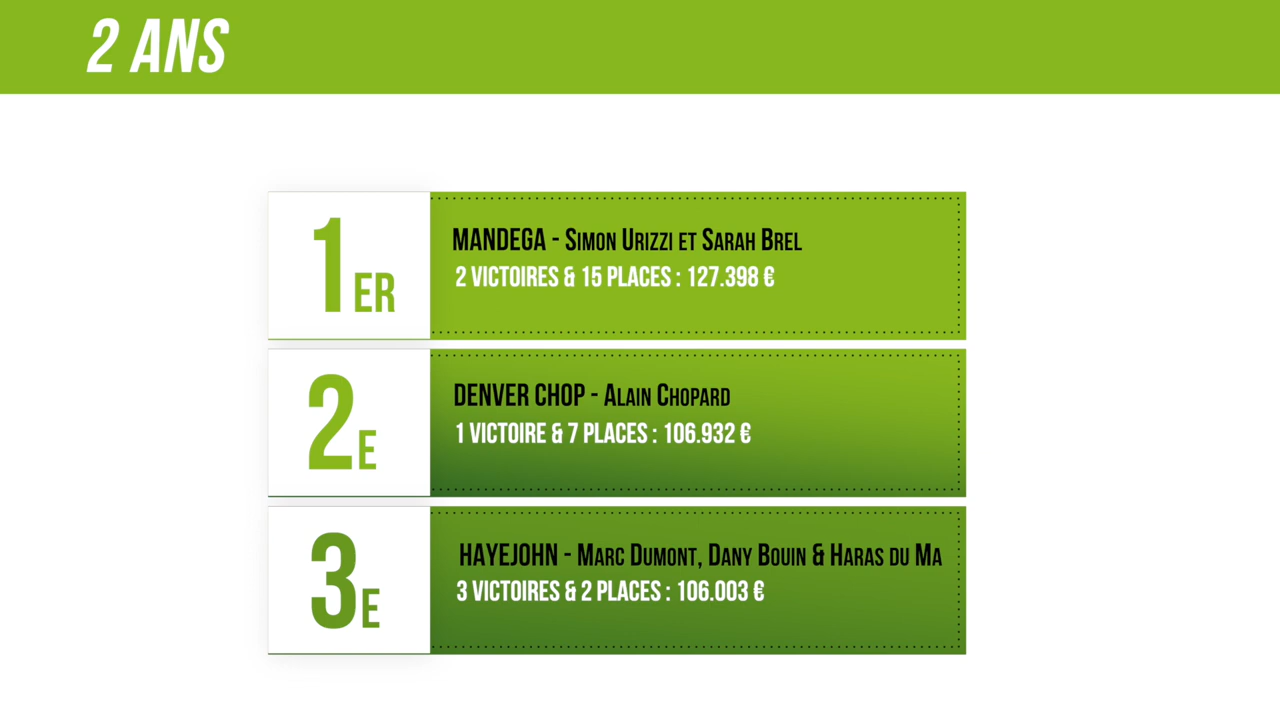 2 ANS
1ER
MANDEGA - Simon Urizzi et Sarah Brel
2 VICTOIRES & 15 PLACES : 127.398 €
2E
DENVER CHOP - Alain Chopard
1 VICTOIRE & 7 PLACES : 106.932 €
3E
HAYEJOHN - Marc Dumont, Dany Bouin & Haras du Ma
3 VICTOIRES & 2 PLACES : 106.003 €